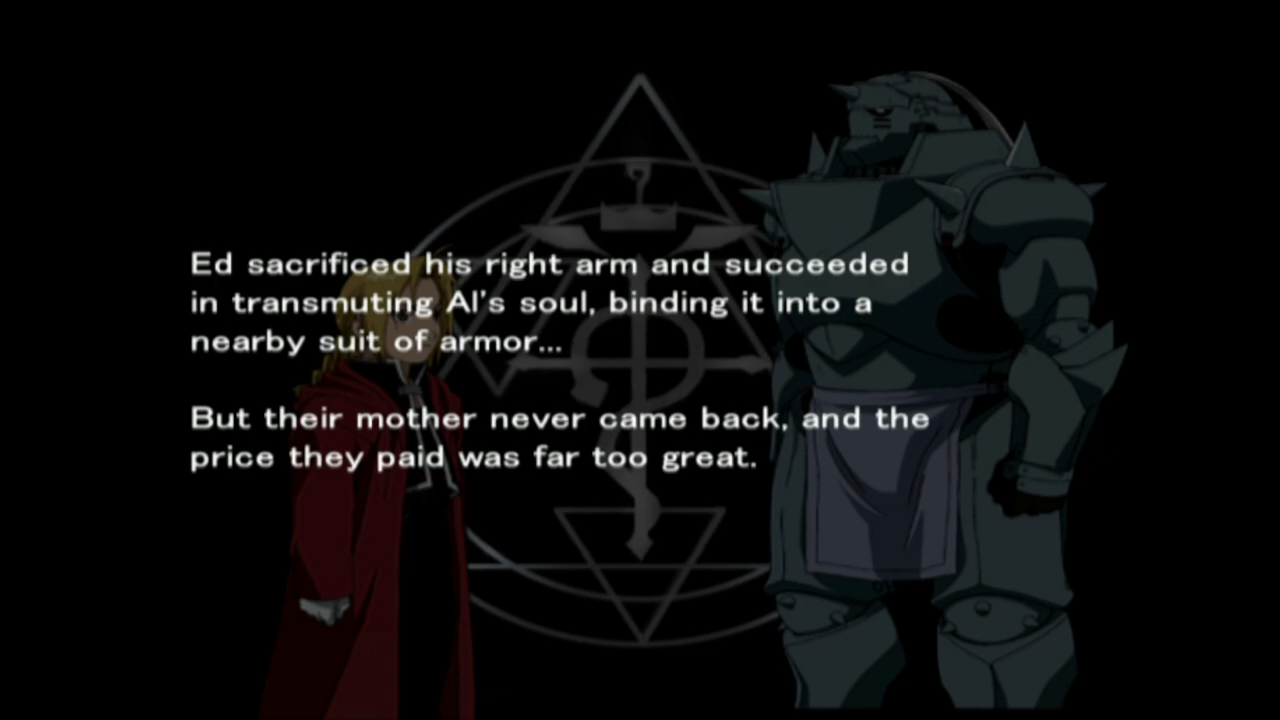 Ed sacrificed his right arm and succeeded
in transmuting Al's soul, binding it into a
nearby suit of armor...
But their mother never came back, and the
price they paid was far too great.